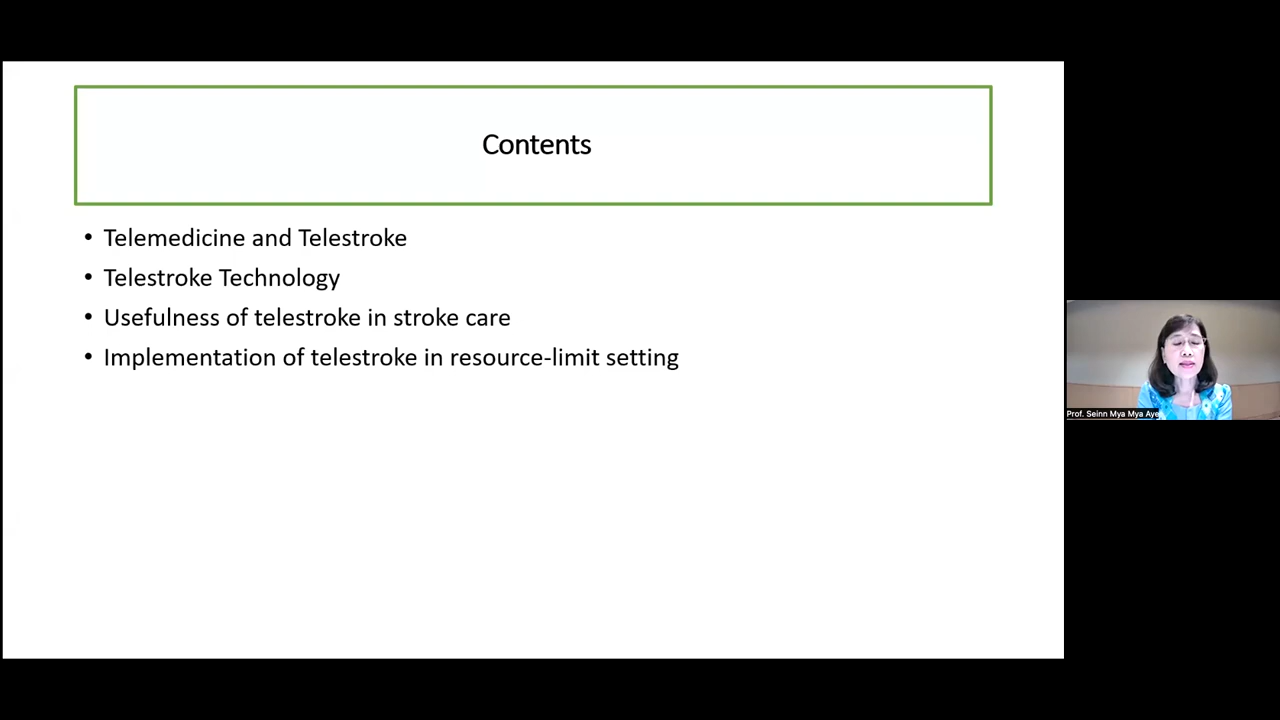 Contents
• Telemedicine and Telestroke
• Telestroke Technology
• Usefulness of telestroke in stroke care
• Implementation of telestroke in resource-limit setting
Prof. Seinn Mya Mya Aye